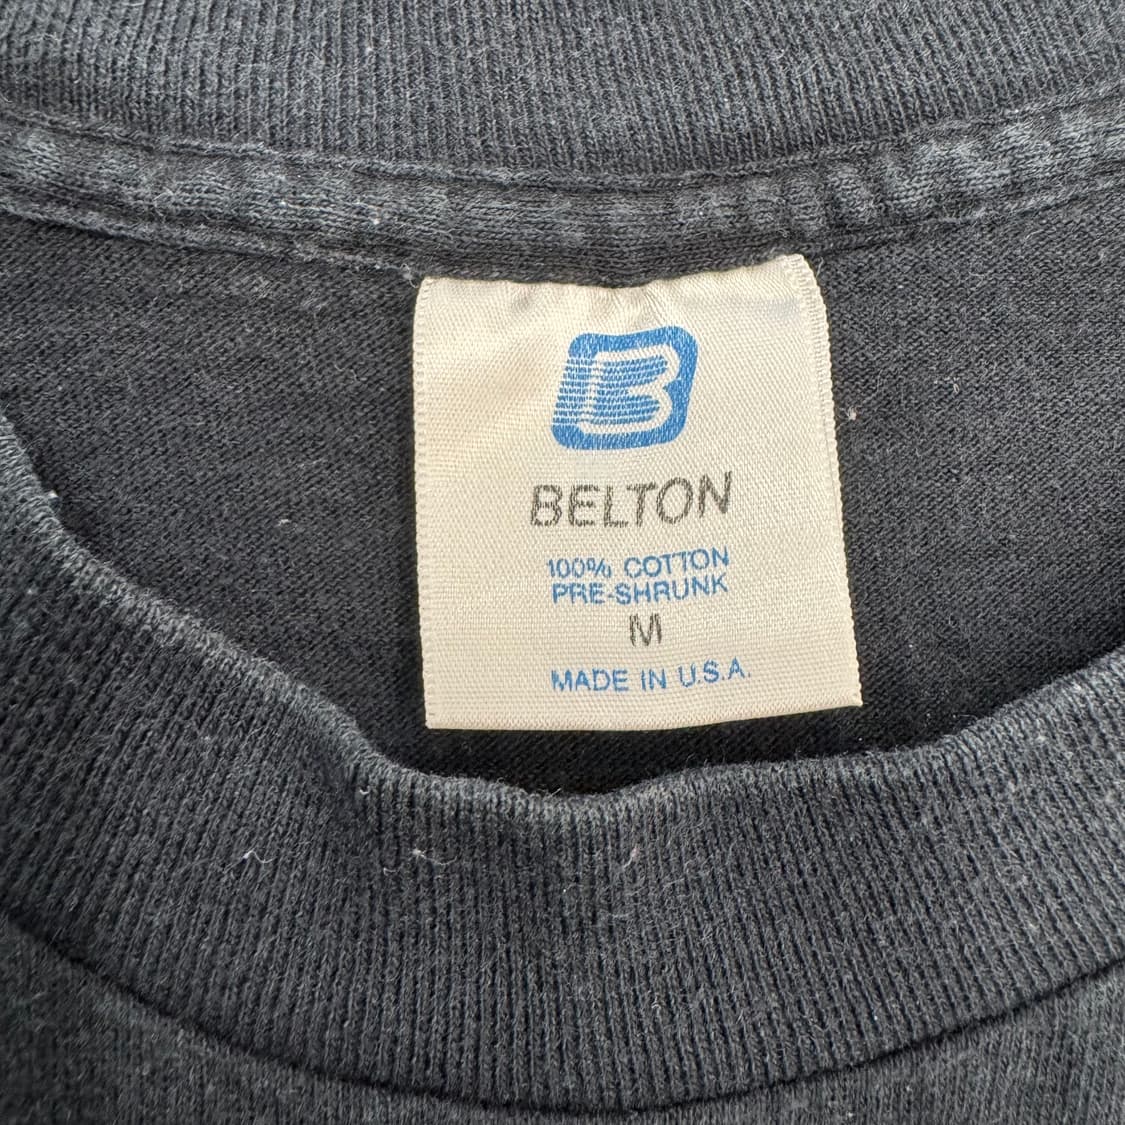 B
BELTON
100% COTTON
PRE-SHRUNK
M
MADE IN U.S.A.